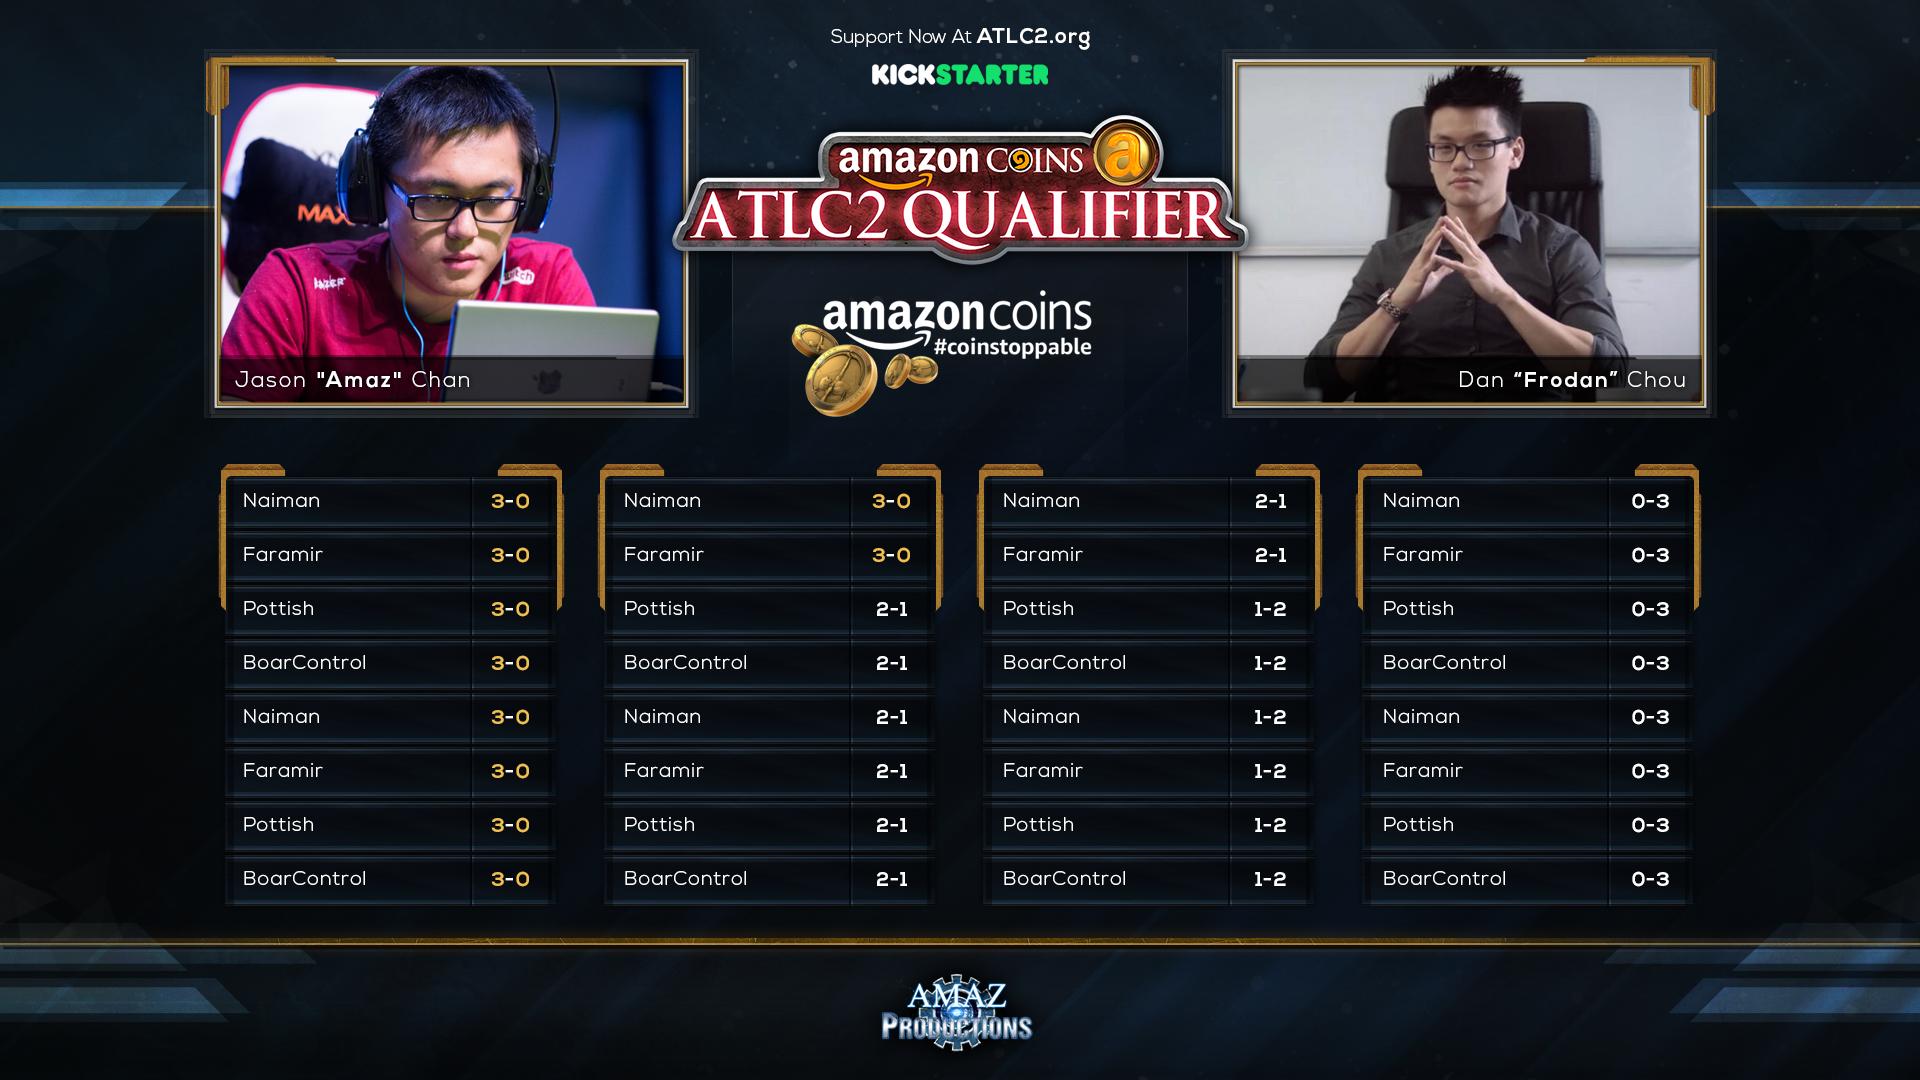 Support Now At ATLC2.org
KICKSTARTER
amazon COINS a
ATLC2 QUALIFIER
amazoncoins
#coinstoppable
MAX
RAZER
twitch
Jason "Amaz" Chan
Dan “Frodan” Chou
Naiman 3-0
Faramir 3-0
Pottish 3-0
BoarControl 3-0
Naiman 3-0
Faramir 3-0
Pottish 3-0
BoarControl 3-0
Naiman 3-0
Faramir 3-0
Pottish 2-1
BoarControl 2-1
Naiman 2-1
Faramir 2-1
Pottish 2-1
BoarControl 2-1
Naiman 2-1
Faramir 2-1
Pottish 1-2
BoarControl 1-2
Naiman 1-2
Faramir 1-2
Pottish 1-2
BoarControl 1-2
Naiman 0-3
Faramir 0-3
Pottish 0-3
BoarControl 0-3
Naiman 0-3
Faramir 0-3
Pottish 0-3
BoarControl 0-3
AMAZ
PRODUCTIONS